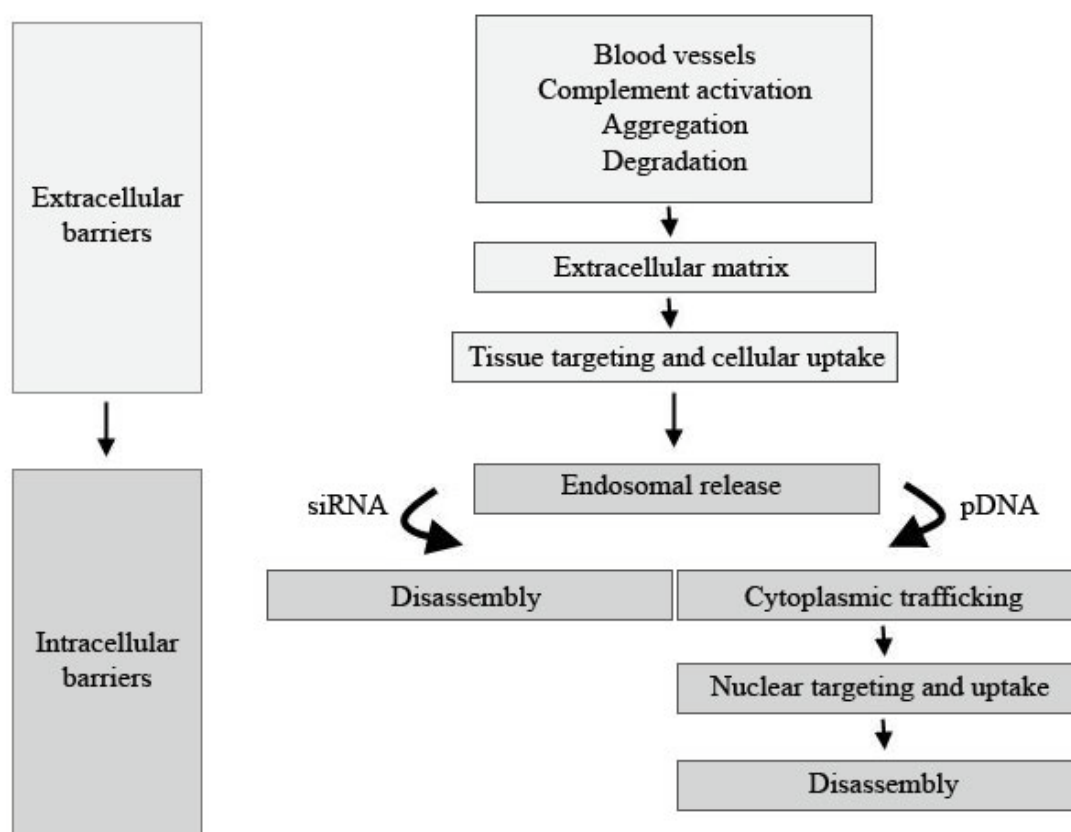 Blood vessels
Complement activation
Aggregation
Degradation
Extracellular
barriers
Extracellular matrix
Tissue targeting and cellular uptake
Endosomal release
siRNA
pDNA
Disassembly
Cytoplasmic trafficking
Intracellular
barriers
Nuclear targeting and uptake
Disassembly